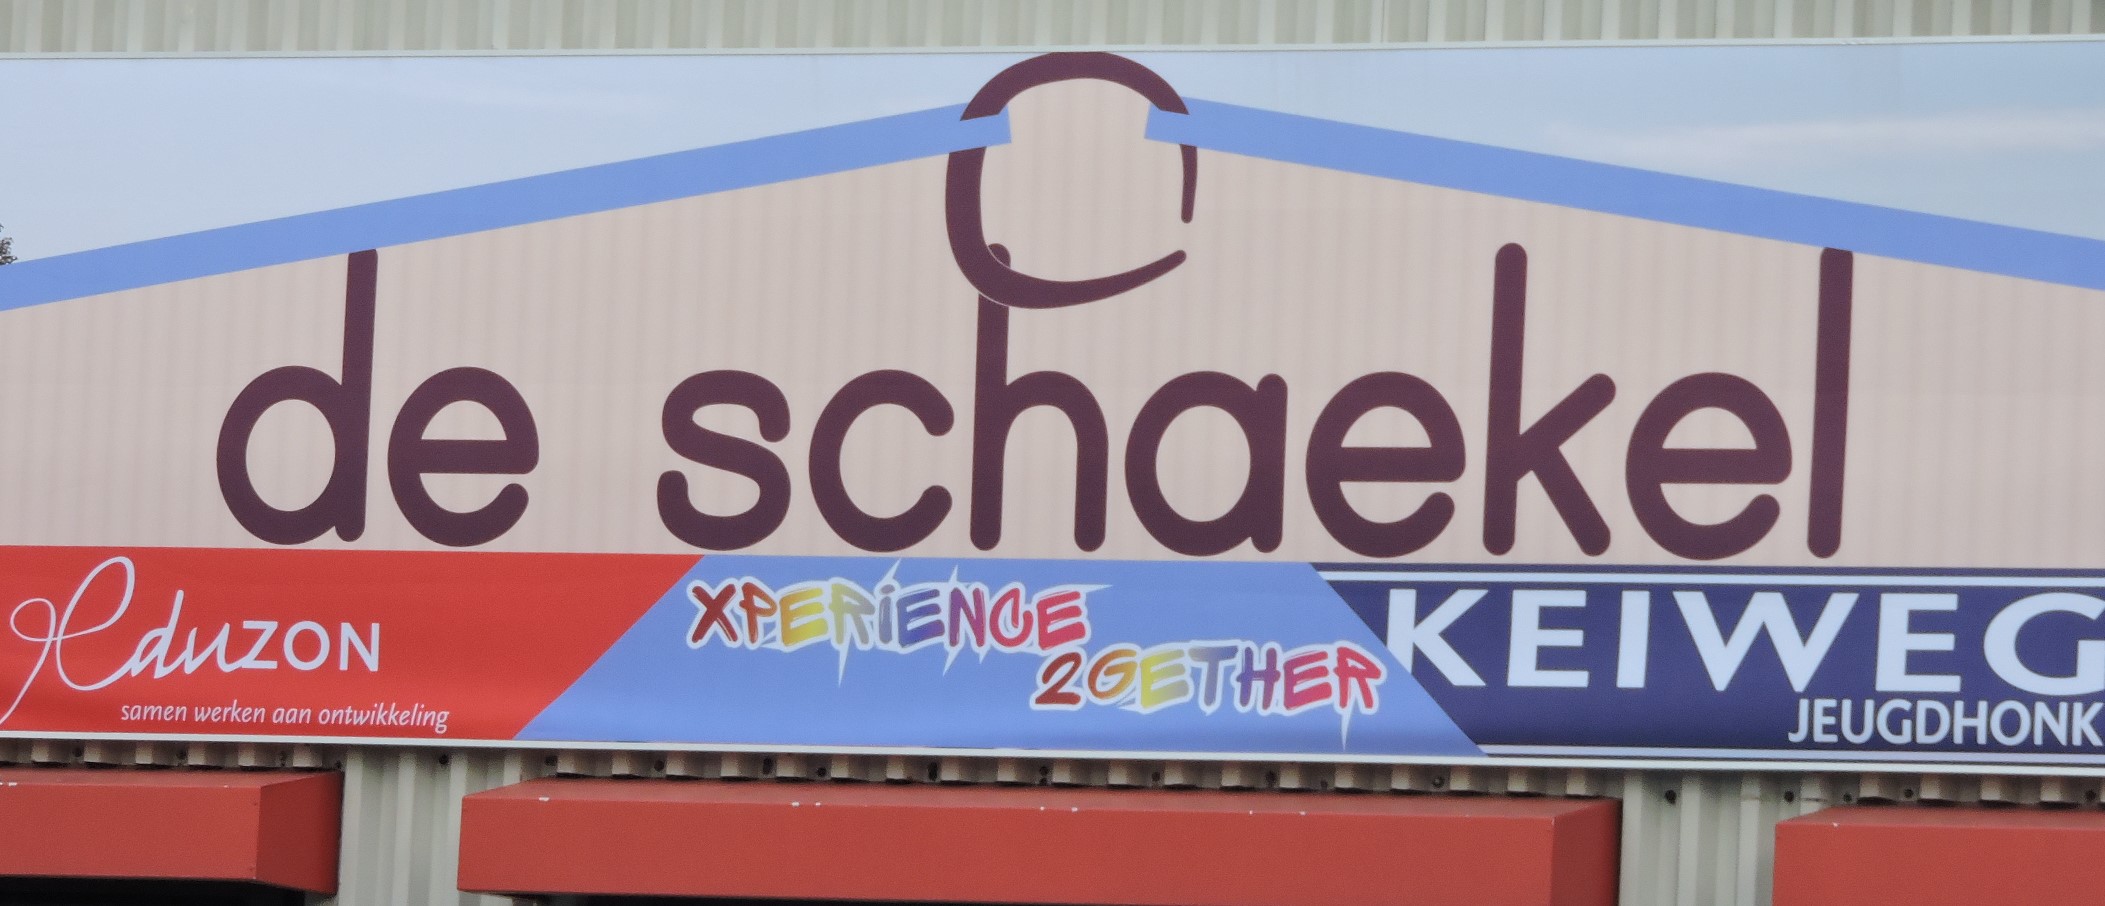 de schaekel
eduZON
samen werken aan ontwikkeling
XPERiENCE
2GETHER
KEIWEG
JEUGDHONK